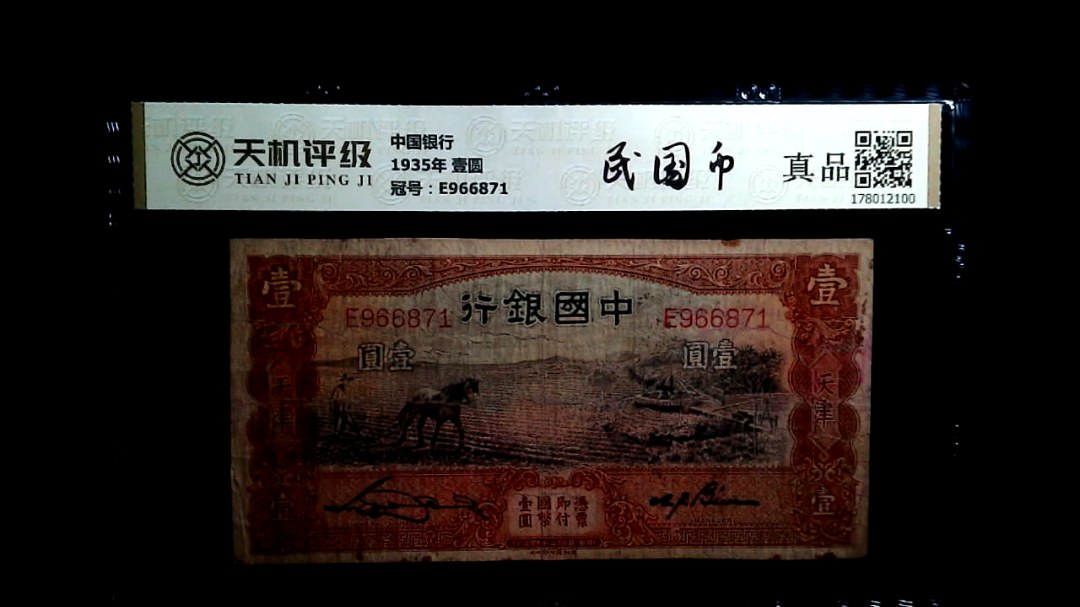 天机评级
TIAN JI PING JI
中国银行
1935年 壹圆
冠号：E966871
民国币
真品
178012100
壹
壹
行銀國中
E966871
E966871
圓壹
圓壹
天津
天津
憑票
即付
國幣
壹圓
壹
壹